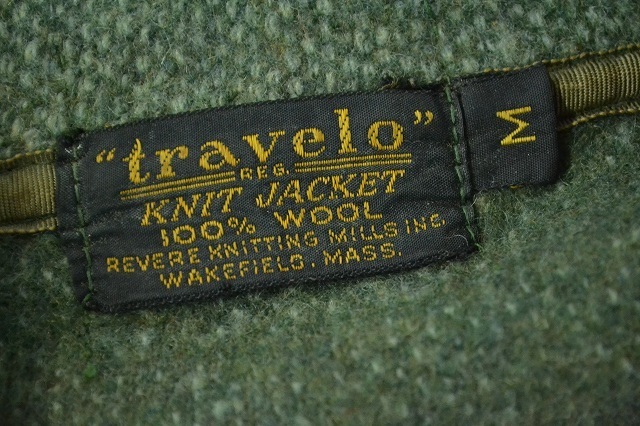 "travelo"
REG.
KNIT JACKET
100% WOOL
REVERE KNITTING MILLS INC.
WAKEFIELD, MASS.
M